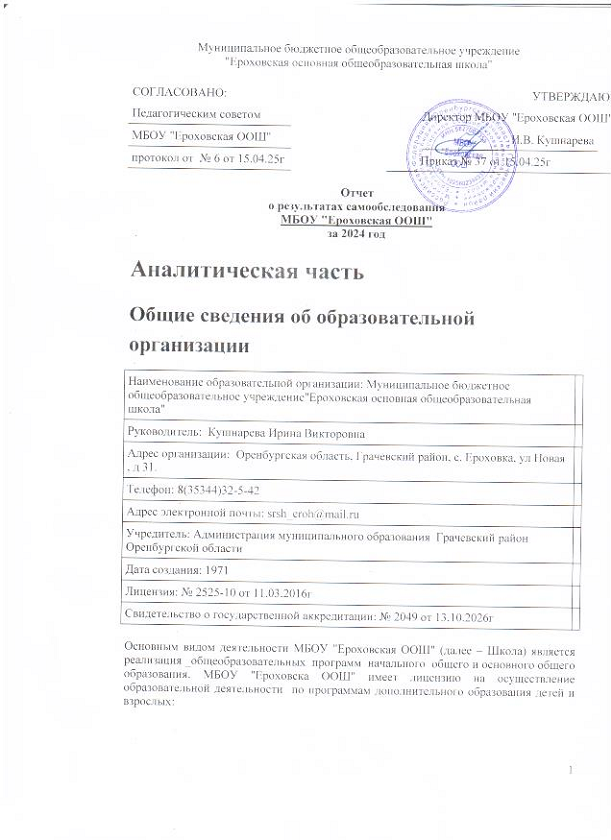 Муниципальное бюджетное общеобразовательное учреждение
"Ероховская основная общеобразовательная школа"
СОГЛАСОВАНО:
Педагогическим советом
МБОУ "Ероховская ООШ"
протокол от № 6 от 15.04.25г
УТВЕРЖДАЮ
Директор МБОУ "Ероховская ООШ"
И.В. Кушнарева
Приказ № 37 от 15.04.25г
Отчет
о результатах самообследования
МБОУ "Ероховская ООШ"
за 2024 год
Аналитическая часть
Общие сведения об образовательной
организации
Наименование образовательной организации: Муниципальное бюджетное
общеобразовательное учреждение"Ероховская основная общеобразовательная
школа"
Руководитель: Кушнарева Ирина Викторовна
Адрес организации: Оренбургская область, Грачевский район, с. Ероховка, ул Новая
, д 31.
Телефон: 8(35344)32-5-42
Адрес электронной почты: srsh_eroh@mail.ru
Учредитель: Администрация муниципального образования Грачевский район
Оренбургской области
Дата создания: 1971
Лицензия: № 2525-10 от 11.03.2016г
Свидетельство о государственной аккредитации: № 2049 от 13.10.2026г
Основным видом деятельности МБОУ "Ероховская ООШ" (далее – Школа) является
реализация _общеобразовательных программ начального общего и основного общего
образования. МБОУ "Ероховска ООШ" имеет лицензию на осуществление
образовательной деятельности по программам дополнительного образования детей и
взрослых:
1